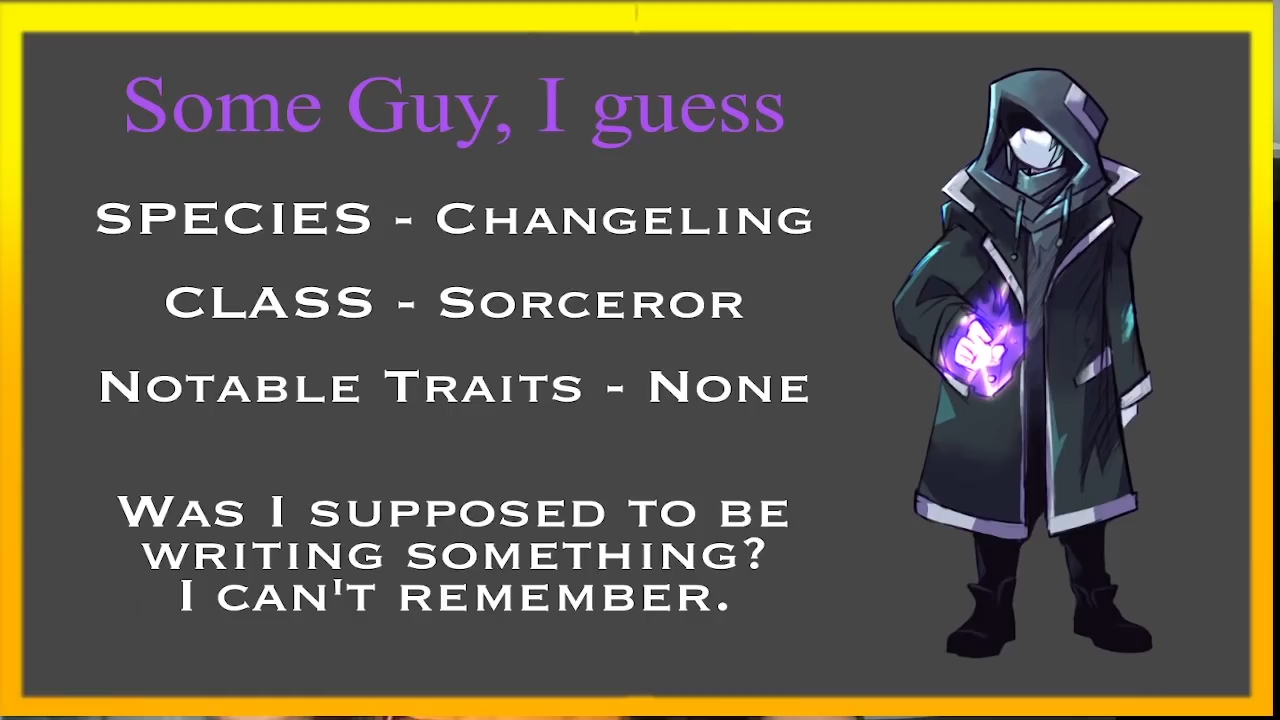 Some Guy, I guess
SPECIES - Changeling
CLASS - Sorceror
Notable Traits - None
Was I supposed to be
writing something?
I can't remember.